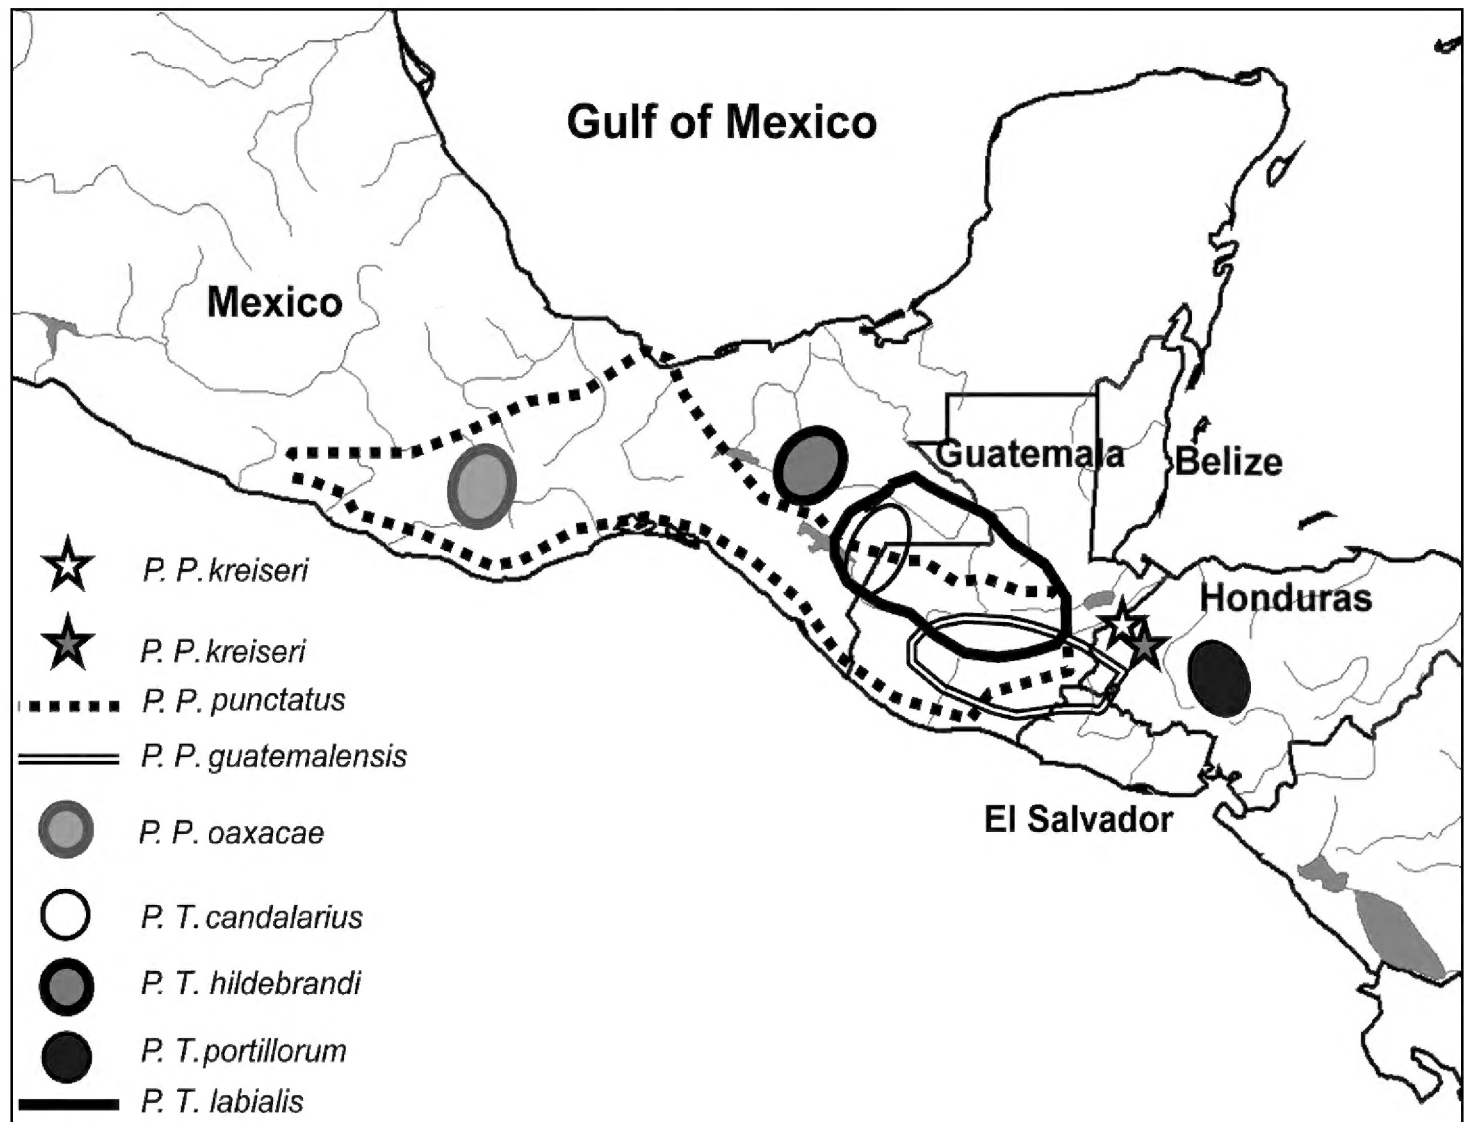 Gulf of Mexico
Mexico
Guatemala
Belize
Honduras
El Salvador
P. P. kreiseri
P. P. kreiseri
P. P. punctatus
P. P. guatemalensis
P. P. oaxacae
P. T. candalarius
P. T. hildebrandi
P. T. portillorum
P. T. labialis